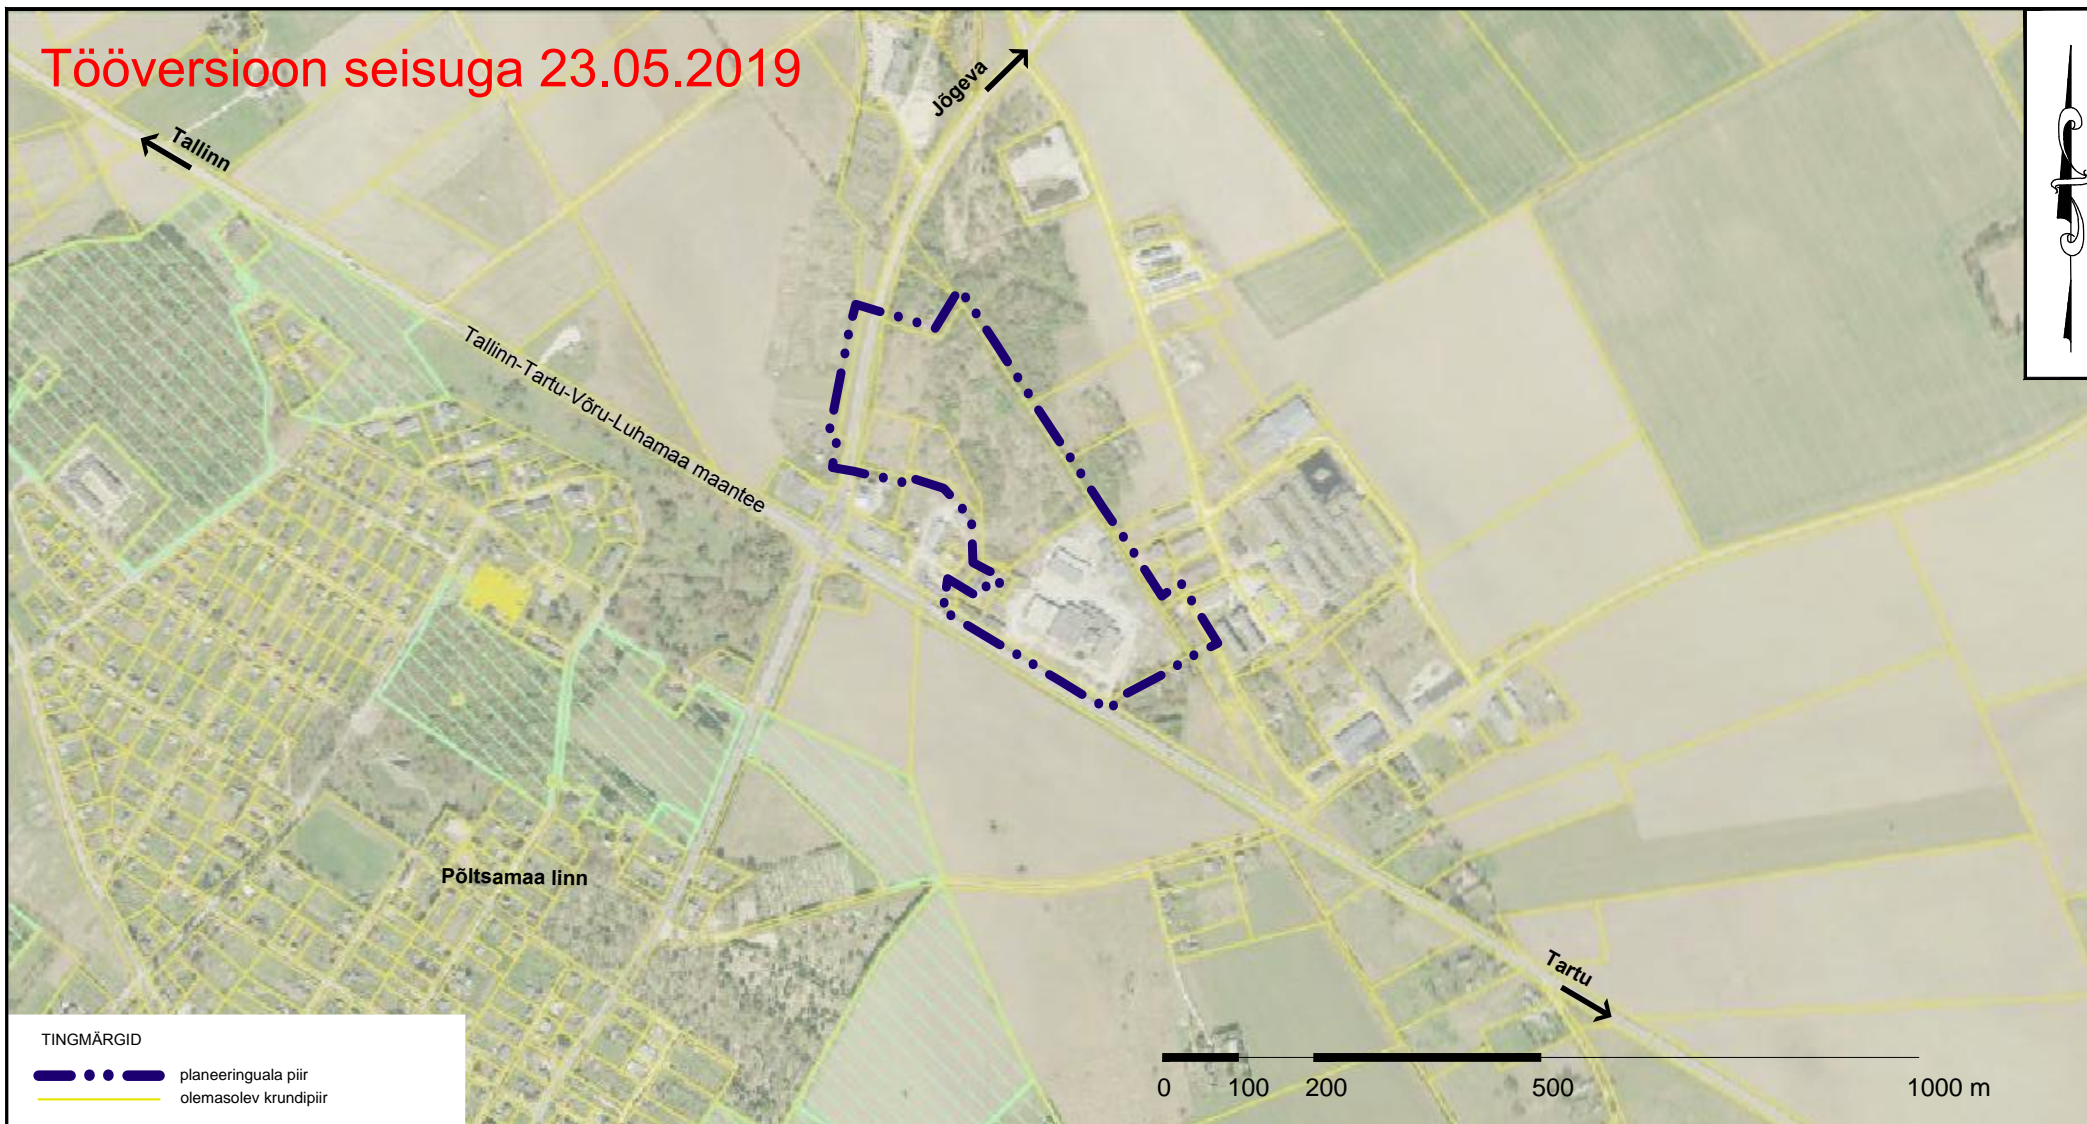 Tööversioon seisuga 23.05.2019
Jõgeva
Tallinn
Tallinn-Tartu-Võru-Luhamaa maantee
Põltsamaa linn
Tartu
TINGMÄRGID
planeeringuala piir
olemasolev krundipiir
0 100 200 500 1000 m